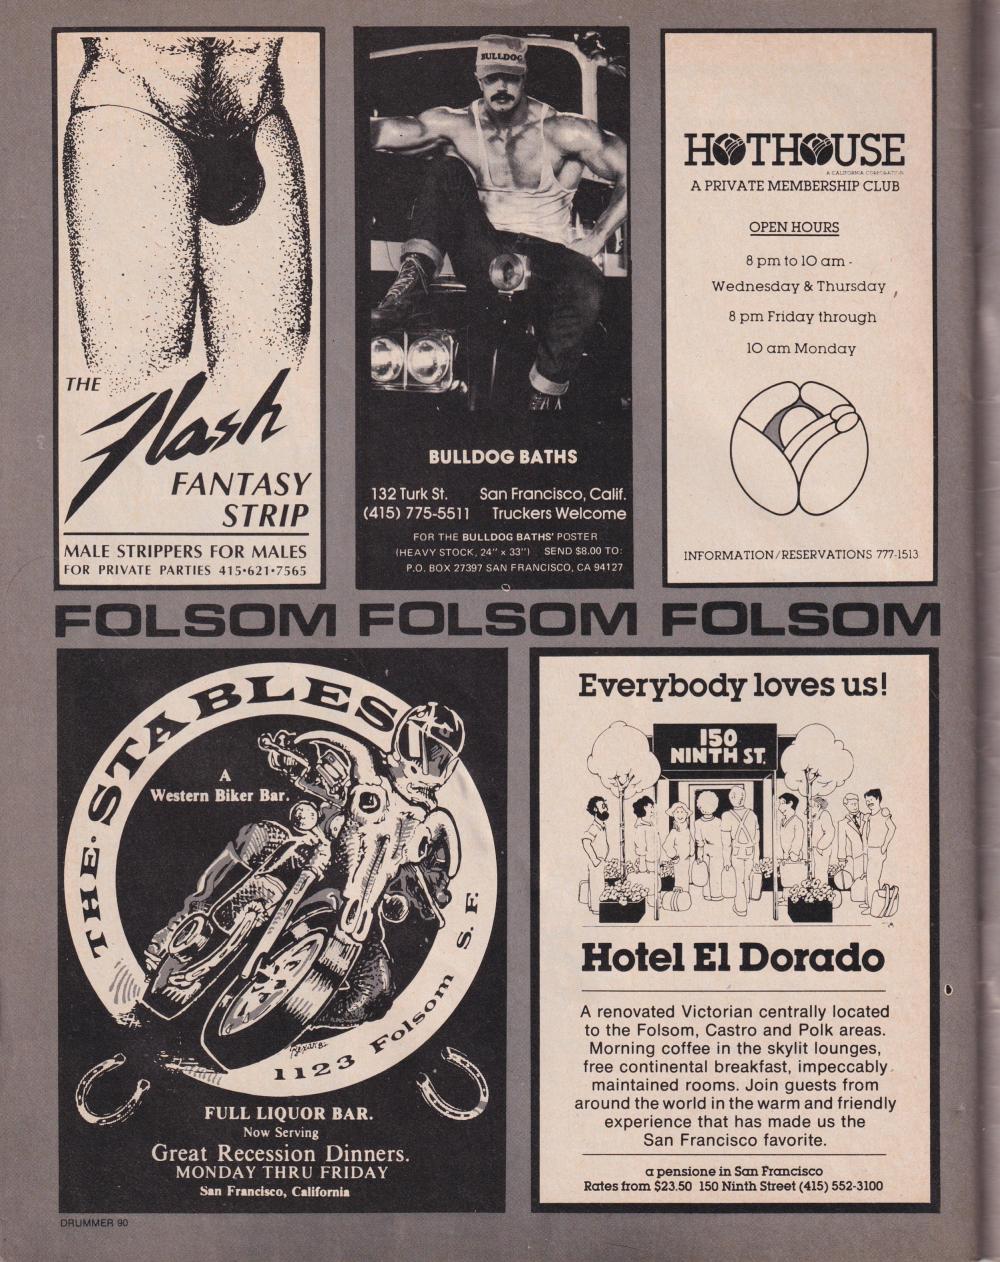 THE
Flash
FANTASY
STRIP
MALE STRIPPERS FOR MALES
FOR PRIVATE PARTIES 415•621•7565
BULLDOG
BULLDOG BATHS
132 Turk St. San Francisco, Calif.
(415) 775-5511 Truckers Welcome
FOR THE BULLDOG BATHS' POSTER
(HEAVY STOCK, 24" x 33") SEND $8.00 TO:
P.O. BOX 27397 SAN FRANCISCO, CA 94127
HOTHOUSE
A CALIFORNIA CORPORATION
A PRIVATE MEMBERSHIP CLUB
OPEN HOURS
8 pm to 10 am -
Wednesday & Thursday
8 pm Friday through
10 am Monday
INFORMATION/RESERVATIONS 777-1513
FOLSOM FOLSOM FOLSOM
THE·STABLES
A
Western Biker Bar.
1123 Folsom S.F.
FULL LIQUOR BAR.
Now Serving
Great Recession Dinners.
MONDAY THRU FRIDAY
San Francisco, California
Everybody loves us!
150
NINTH ST.
Hotel El Dorado
A renovated Victorian centrally located
to the Folsom, Castro and Polk areas.
Morning coffee in the skylit lounges,
free continental breakfast, impeccably
maintained rooms. Join guests from
around the world in the warm and friendly
experience that has made us the
San Francisco favorite.
a pensione in San Francisco
Rates from $23.50 150 Ninth Street (415) 552-3100
DRUMMER 90